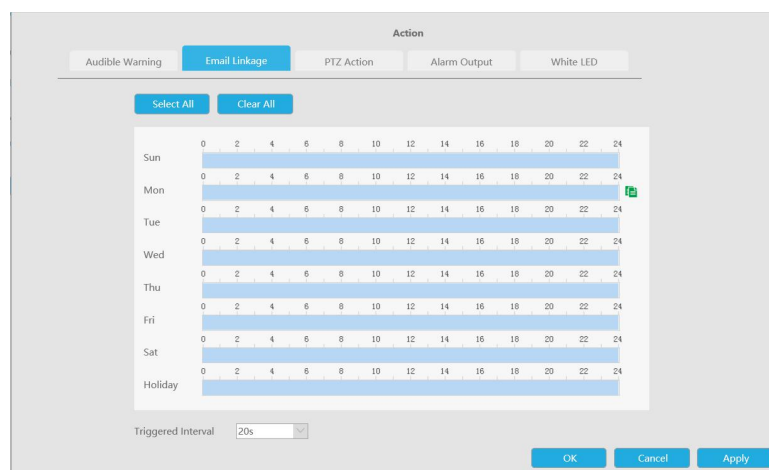 Action
Audible Warning Email Linkage PTZ Action Alarm Output White LED
Select All Clear All
0 2 4 6 8 10 12 14 16 18 20 22 24
Sun
0 2 4 6 8 10 12 14 16 18 20 22 24
Mon
0 2 4 6 8 10 12 14 16 18 20 22 24
Tue
0 2 4 6 8 10 12 14 16 18 20 22 24
Wed
0 2 4 6 8 10 12 14 16 18 20 22 24
Thu
0 2 4 6 8 10 12 14 16 18 20 22 24
Fri
0 2 4 6 8 10 12 14 16 18 20 22 24
Sat
0 2 4 6 8 10 12 14 16 18 20 22 24
Holiday
Triggered Interval 20s
OK Cancel Apply